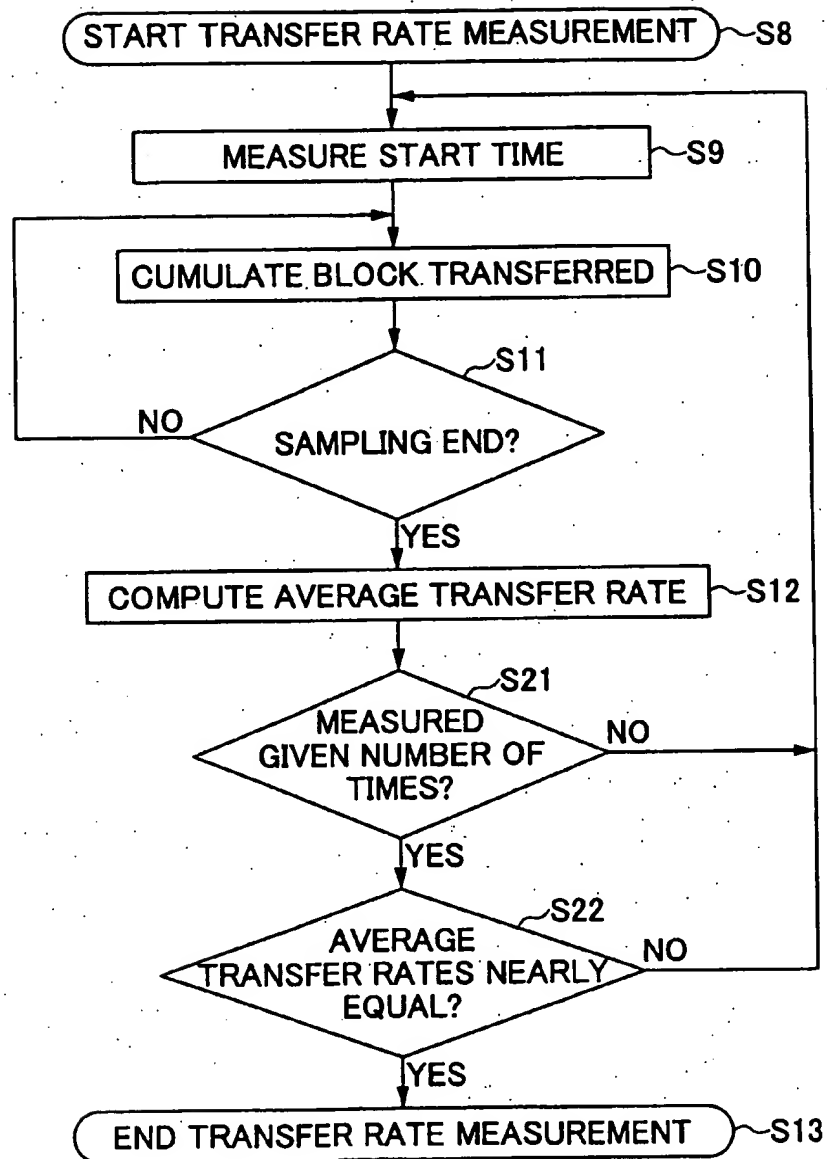 START TRANSFER RATE MEASUREMENT S8
MEASURE START TIME S9
CUMULATE BLOCK TRANSFERRED S10
S11
NO
SAMPLING END?
YES
COMPUTE AVERAGE TRANSFER RATE S12
S21
MEASURED
GIVEN NUMBER OF
TIMES?
NO
YES
S22
AVERAGE
TRANSFER RATES NEARLY
EQUAL?
NO
YES
END TRANSFER RATE MEASUREMENT S13